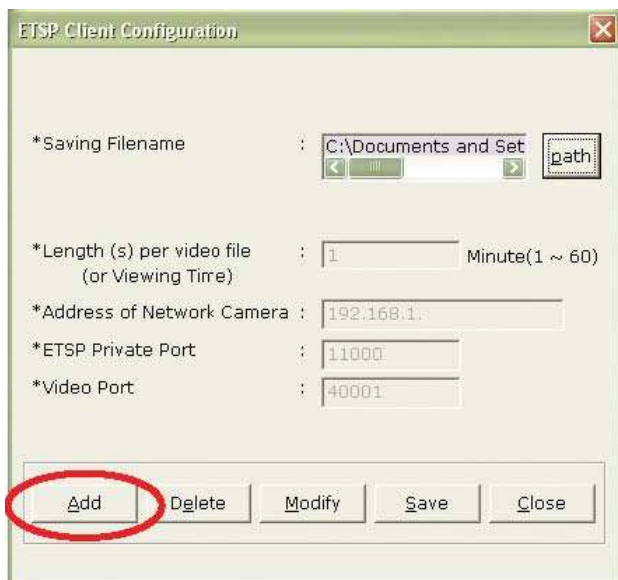 ETSP Client Configuration
*Saving Filename : C:\Documents and Set path
*Length (s) per video file : 1 Minute(1 ~ 60)
(or Viewing Time)
*Address of Network Camera : 192.168.1.
*ETSP Private Port : 11000
*Video Port : 40001
Add Delete Modify Save Close